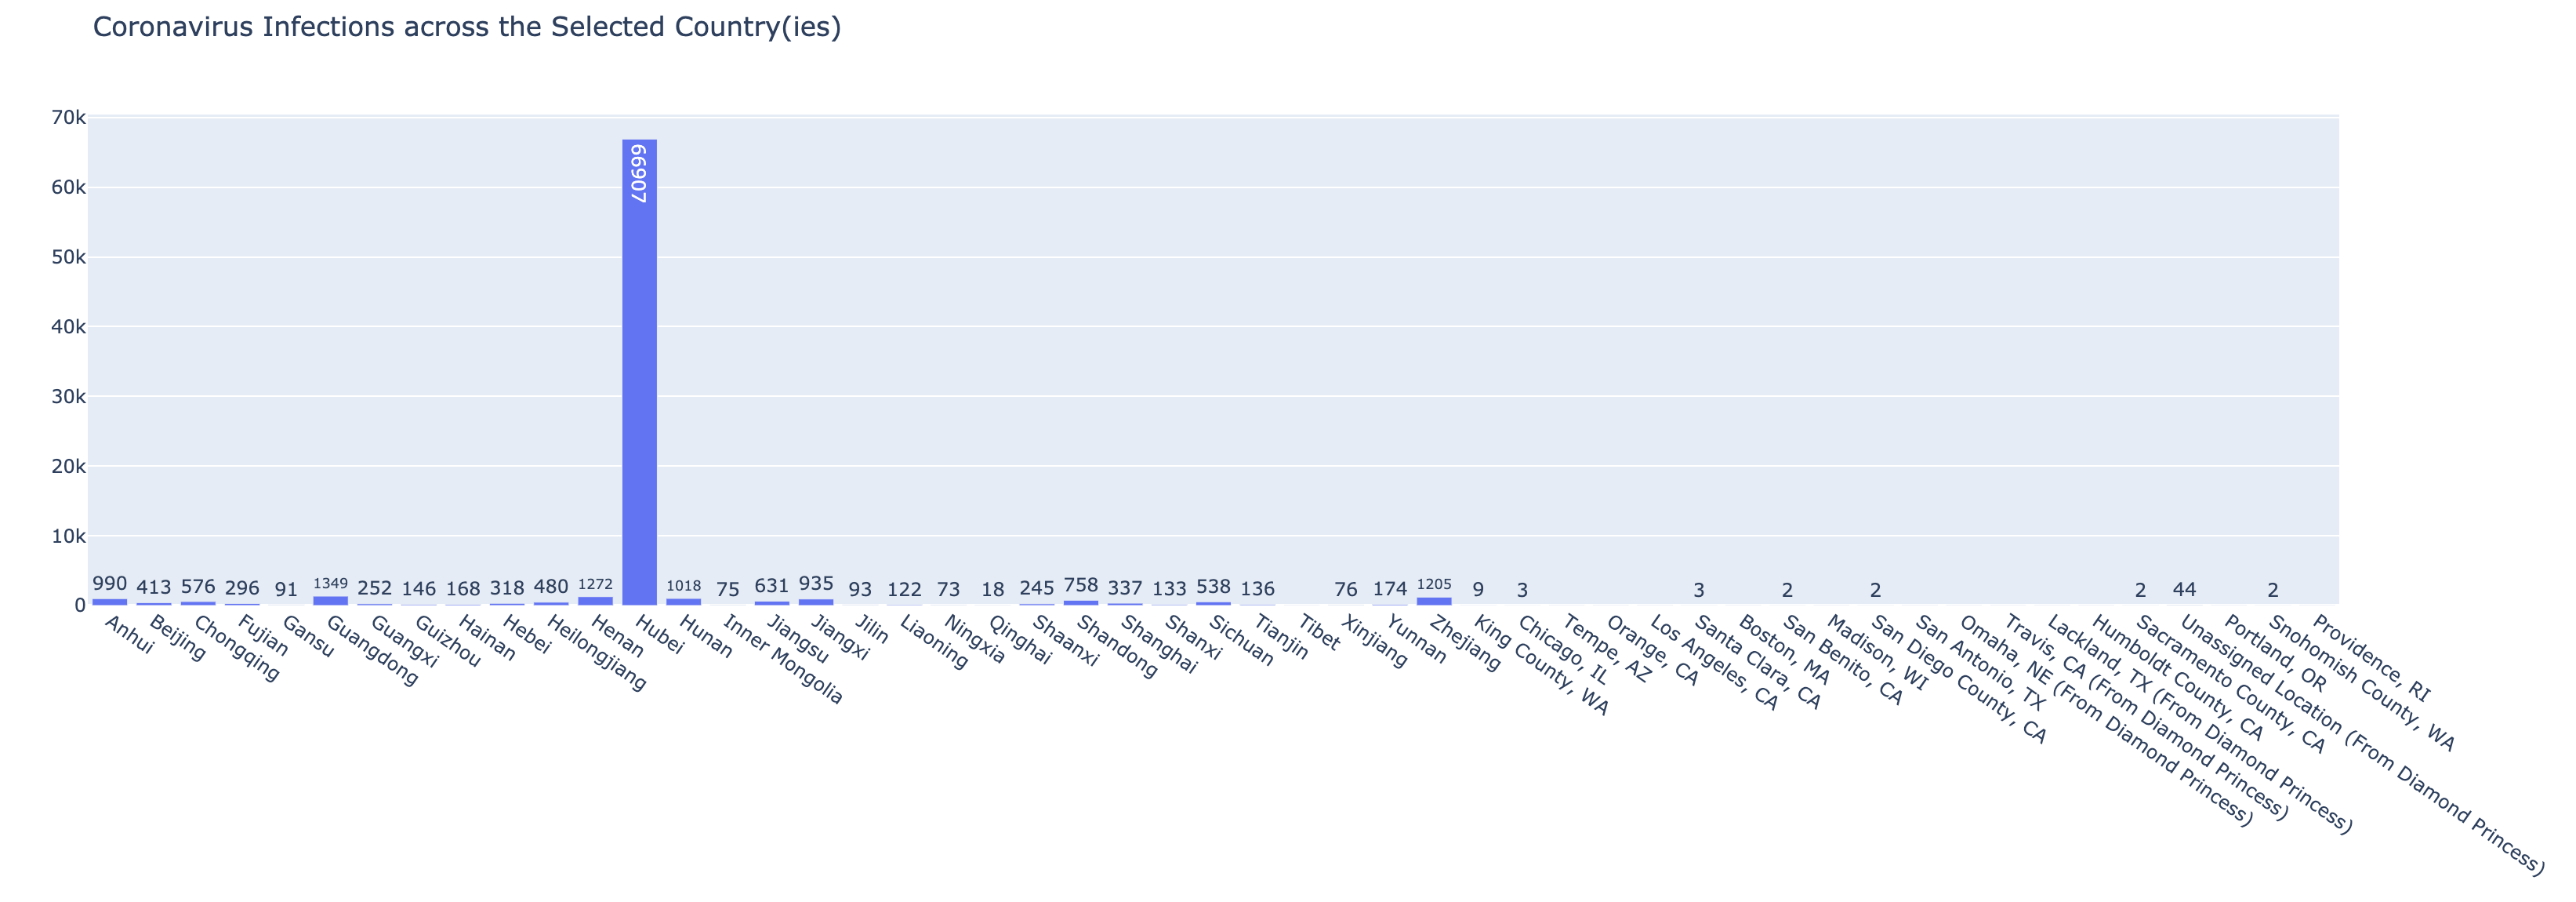 Coronavirus Infections across the Selected Country(ies)
70k
60k
50k
40k
30k
20k
10k
0
66907
990 413 576 296 91 1349 252 146 168 318 480 1272 1018 75 631 935 93 122 73 18 245 758 337 133 538 136 76 174 1205 9 3 3 2 2 2 44 2
Anhui
Beijing
Chongqing
Fujian
Gansu
Guangdong
Guangxi
Guizhou
Hainan
Hebei
Heilongjiang
Henan
Hubei
Hunan
Inner Mongolia
Jiangsu
Jiangxi
Jilin
Liaoning
Ningxia
Qinghai
Shaanxi
Shandong
Shanghai
Shanxi
Sichuan
Tianjin
Tibet
Xinjiang
Yunnan
Zhejiang
King County, WA
Chicago, IL
Tempe, AZ
Orange, CA
Los Angeles, CA
Santa Clara, CA
Boston, MA
San Benito, CA
Madison, WI
San Diego County, CA
San Antonio, TX
Omaha, NE (From Diamond Princess)
Travis, CA (From Diamond Princess)
Lackland, TX (From Diamond Princess)
Humboldt County, CA
Sacramento County, CA
Unassigned Location (From Diamond Princess)
Portland, OR
Snohomish County, WA
Providence, RI